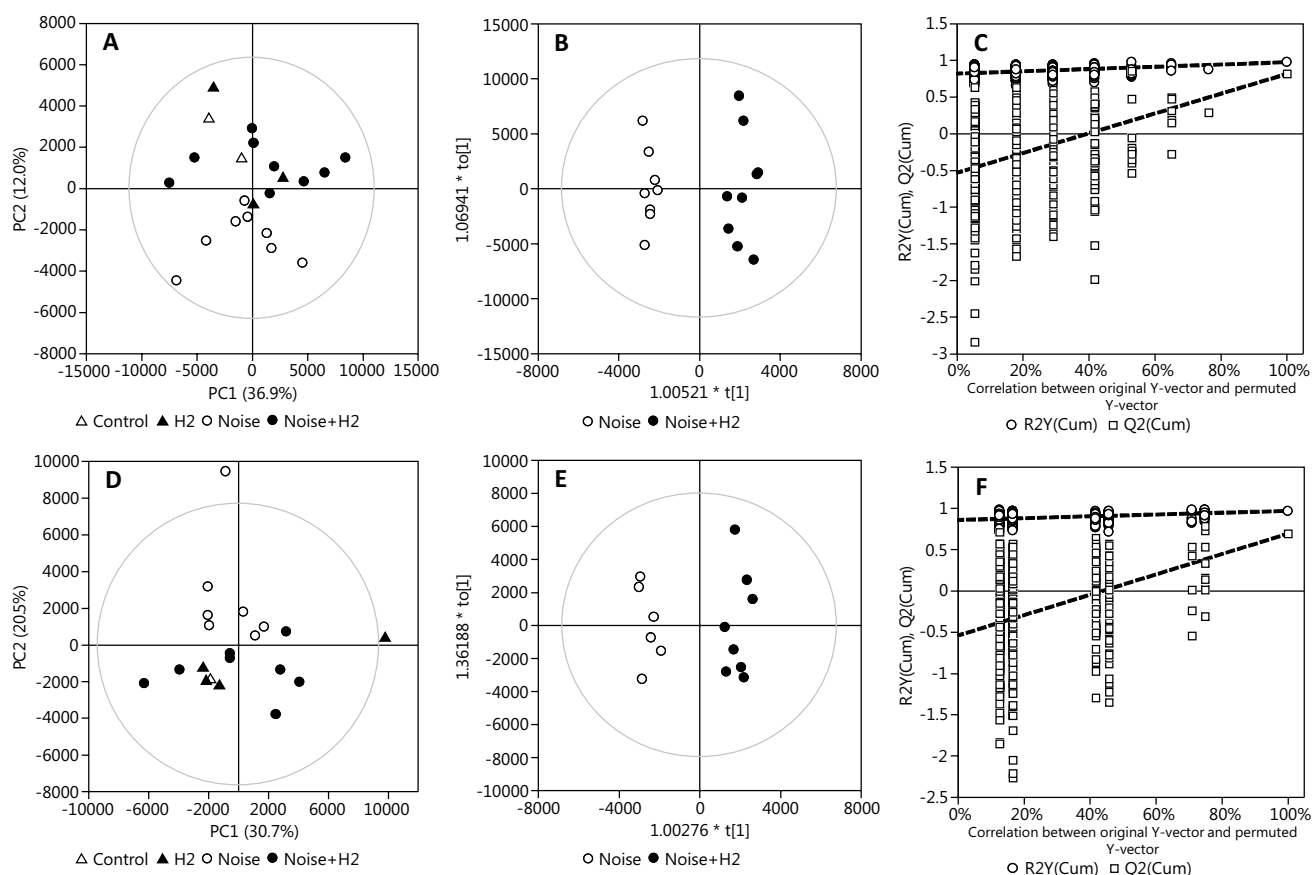 A
8000
6000
4000
2000
0
-2000
-4000
-6000
-8000
PC2 (12.0%)
-15000 -10000 -5000 0 5000 10000 15000
PC1 (36.9%)
△ Control ▲ H2 ○ Noise ● Noise+H2
B
15000
10000
5000
0
-5000
-10000
-15000
1.06941 * to[1]
-8000 -4000 0 4000 8000
1.00521 * t[1]
○ Noise ● Noise+H2
C
1.5
1
0.5
0
-0.5
-1
-1.5
-2
-2.5
-3
R2Y(Cum), Q2(Cum)
0% 20% 40% 60% 80% 100%
Correlation between original Y-vector and permuted
Y-vector
○ R2Y(Cum) □ Q2(Cum)
D
10000
8000
6000
4000
2000
0
-2000
-4000
-6000
-8000
PC2 (20.5%)
-10000 -6000 -2000 2000 6000 10000
PC1 (30.7%)
△ Control ▲ H2 ○ Noise ● Noise+H2
E
10000
8000
6000
4000
2000
0
-2000
-4000
-6000
-8000
-10000
1.36188 * to[1]
-8000 -4000 0 4000 8000
1.00276 * t[1]
○ Noise ● Noise+H2
F
1.5
1
0.5
0
-0.5
-1
-1.5
-2
-2.5
R2Y(Cum), Q2(Cum)
0% 20% 40% 60% 80% 100%
Correlation between original Y-vector and permuted
Y-vector
○ R2Y(Cum) □ Q2(Cum)